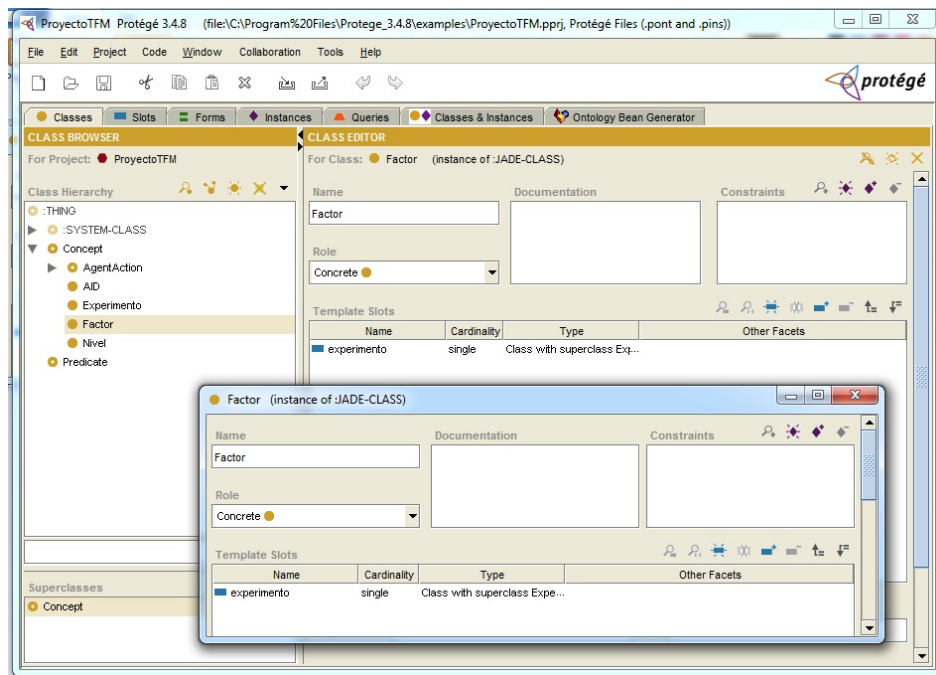 ProyectoTFM Protégé 3.4.8 (file:\C:\Program%20Files\Protege_3.4.8\examples\ProyectoTFM.pprj, Protégé Files (.pont and .pins))
File Edit Project Code Window Collaboration Tools Help
protégé
Classes Slots Forms Instances Queries Classes & Instances Ontology Bean Generator
CLASS BROWSER
For Project: ProyectoTFM
Class Hierarchy
:THING
:SYSTEM-CLASS
Concept
AgentAction
AID
Experimento
Factor
Nivel
Predicate
Superclasses
Concept
CLASS EDITOR
For Class: Factor (instance of :JADE-CLASS)
Name Documentation Constraints
Factor
Role
Concrete
Template Slots
Name Cardinality Type Other Facets
experimento single Class with superclass Exp...
Factor (instance of :JADE-CLASS)
Name Documentation Constraints
Factor
Role
Concrete
Template Slots
Name Cardinality Type Other Facets
experimento single Class with superclass Expe...